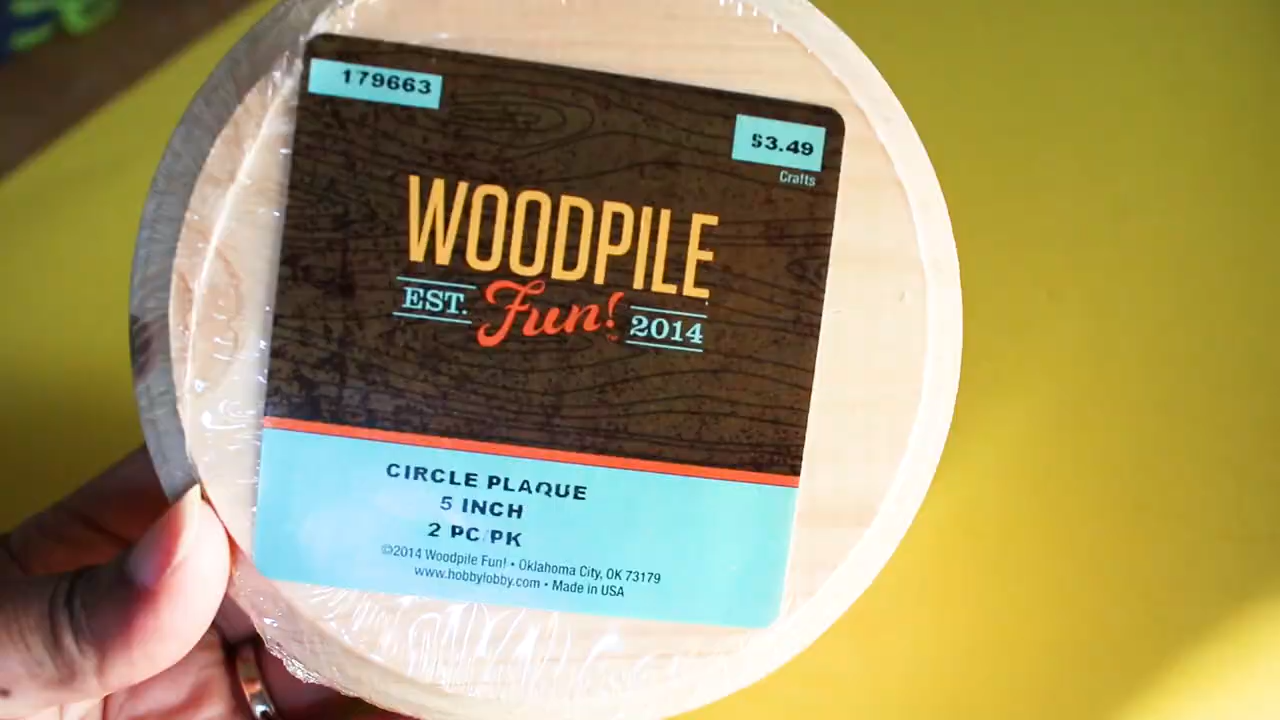 179663
$3.49
Crafts
WOODPILE
EST. Fun! 2014
CIRCLE PLAQUE
5 INCH
2 PC/PK
©2014 Woodpile Fun! • Oklahoma City, OK 73179
www.hobbylobby.com • Made in USA